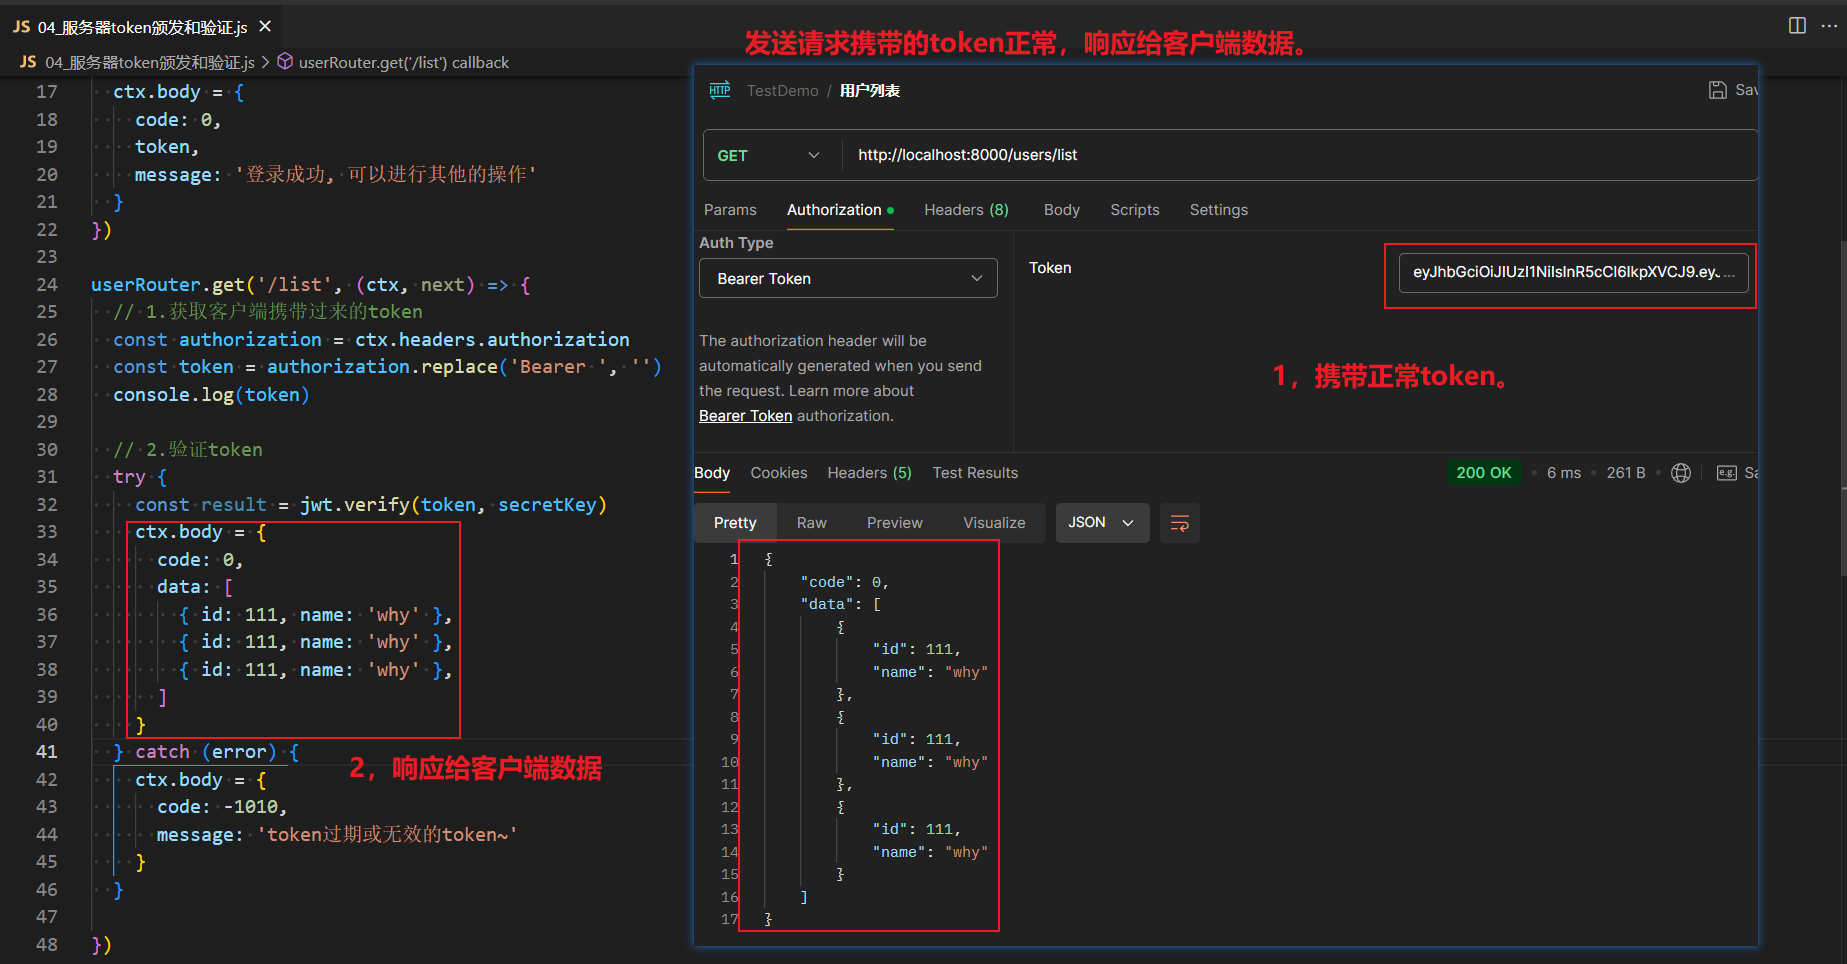 JS 04_服务器token颁发和验证.js ×
JS 04_服务器token颁发和验证.js > userRouter.get('/list') callback
17 ctx.body = {
18 code: 0,
19 token,
20 message: '登录成功, 可以进行其他的操作'
21 }
22 })
23
24 userRouter.get('/list', (ctx, next) => {
25 // 1.获取客户端携带过来的token
26 const authorization = ctx.headers.authorization
27 const token = authorization.replace('Bearer ', '')
28 console.log(token)
29
30 // 2.验证token
31 try {
32 const result = jwt.verify(token, secretKey)
33 ctx.body = {
34 code: 0,
35 data: [
36 { id: 111, name: 'why' },
37 { id: 111, name: 'why' },
38 { id: 111, name: 'why' },
39 ]
40 }
41 } catch (error) {
42 ctx.body = {
43 code: -1010,
44 message: 'token过期或无效的token~'
45 }
46 }
47
48 })
2，响应给客户端数据
发送请求携带的token正常，响应给客户端数据。
HTTP TestDemo / 用户列表
Sav
GET http://localhost:8000/users/list
Params Authorization Headers (8) Body Scripts Settings
Auth Type
Bearer Token
The authorization header will be
automatically generated when you send
the request. Learn more about
Bearer Token authorization.
Token
eyJhbGciOiJIUzI1NiIsInR5cCI6IkpXVCJ9.eyJ...
1，携带正常token。
Body Cookies Headers (5) Test Results
200 OK • 6 ms • 261 B • e.g. Sa
Pretty Raw Preview Visualize JSON
1 {
2 "code": 0,
3 "data": [
4 {
5 "id": 111,
6 "name": "why"
7 },
8 {
9 "id": 111,
10 "name": "why"
11 },
12 {
13 "id": 111,
14 "name": "why"
15 }
16 ]
17 }